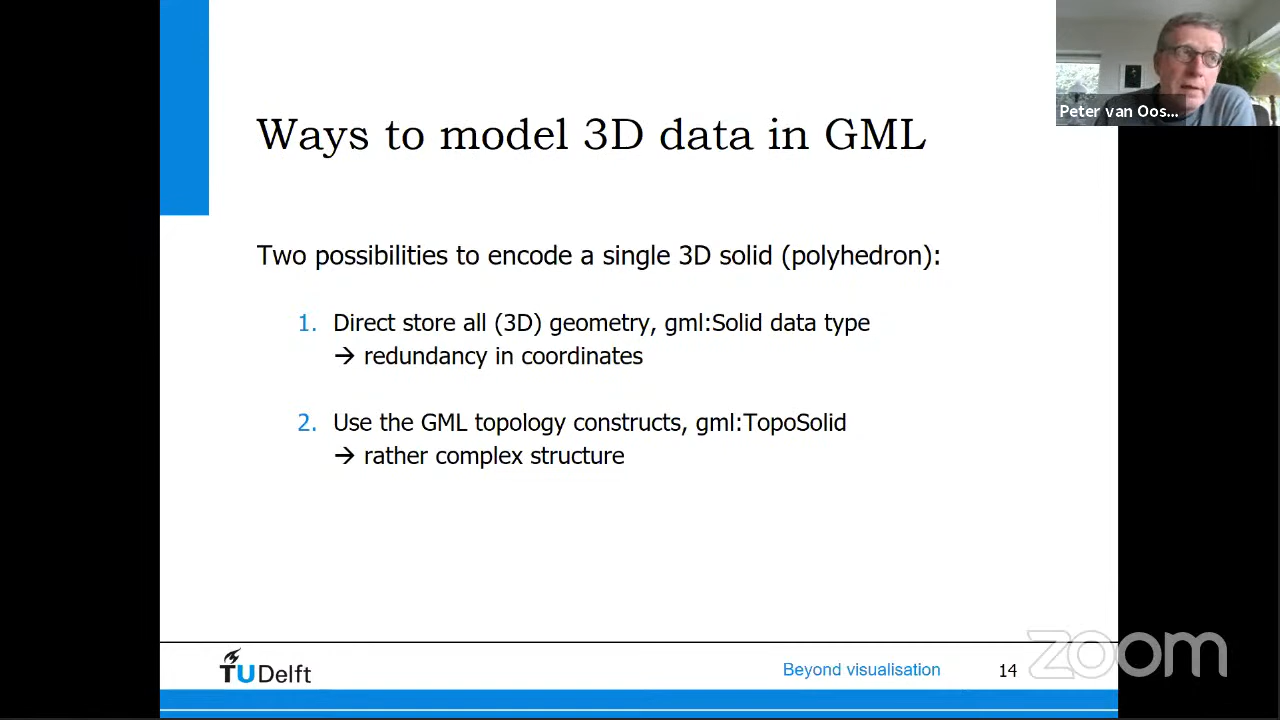 Peter van Oos...
Ways to model 3D data in GML
Two possibilities to encode a single 3D solid (polyhedron):
1. Direct store all (3D) geometry, gml:Solid data type
→ redundancy in coordinates
2. Use the GML topology constructs, gml:TopoSolid
→ rather complex structure
TUDelft
Beyond visualisation
14
zoom